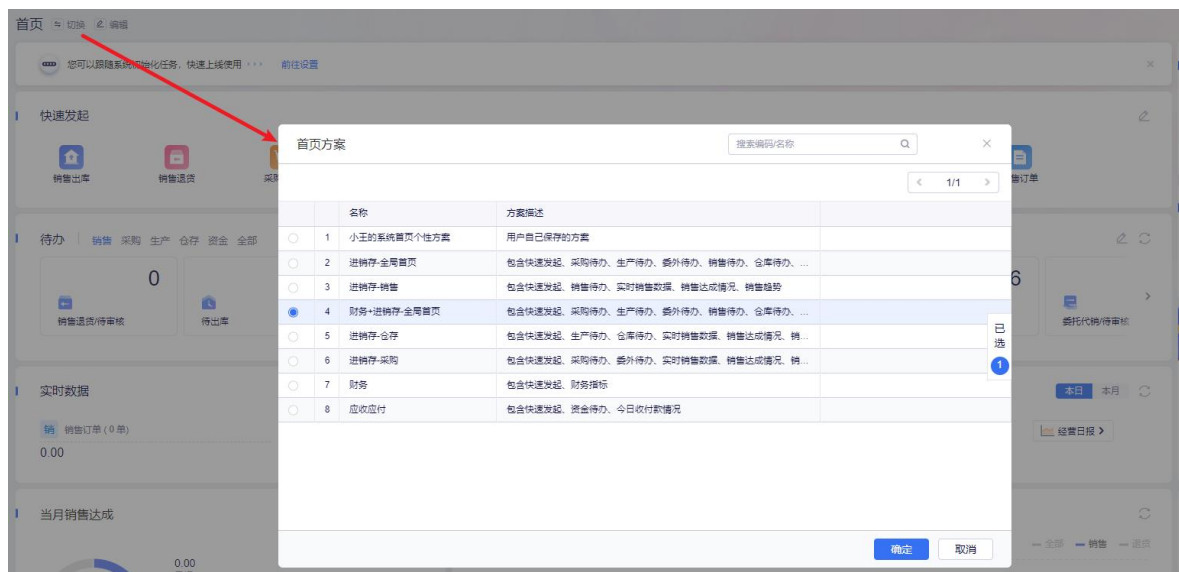 首页 切换 编辑
您可以跟随系统初始化任务，快速上线使用 前往设置
快速发起
销售出库 销售退货
首页方案 搜索编码/名称
1/1
名称 方案描述
1 小王的系统首页个性方案 用户自己保存的方案
2 进销存-全局首页 包含快速发起、采购待办、生产待办、委外待办、销售待办、仓库待办、...
3 进销存-销售 包含快速发起、销售待办、实时销售数据、销售达成情况、销售趋势
4 财务+进销存-全局首页 包含快速发起、采购待办、生产待办、委外待办、销售待办、仓库待办、...
5 进销存-仓存 包含快速发起、生产待办、仓库待办、实时销售数据、销售达成情况、销...
6 进销存-采购 包含快速发起、采购待办、委外待办、实时销售数据、销售达成情况、销...
7 财务 包含快速发起、财务指标
8 应收应付 包含快速发起、资金待办、今日收付款情况
已选
1
确定 取消
售订单
待办 销售 采购 生产 仓存 资金 全部
0
6
销售退货/待审核 待出库 委托代销/待审核
实时数据 本日 本月
销 销售订单(0单) 经营日报
0.00
当月销售达成
全部 销售 退货
0.00